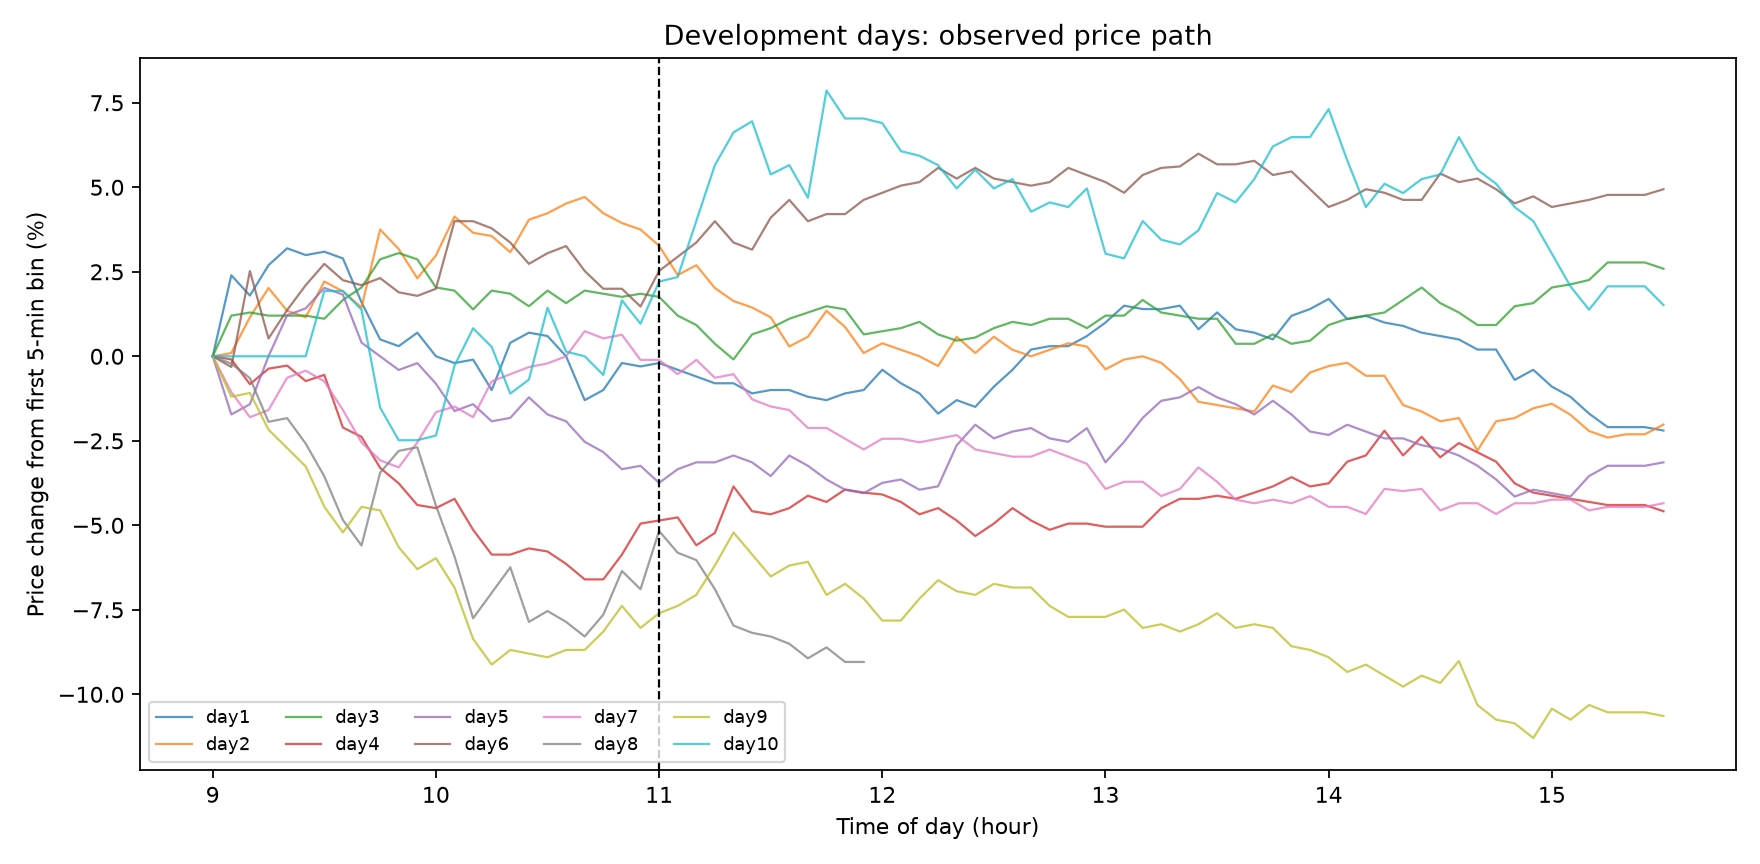 Development days: observed price path
Price change from first 5-min bin (%)
7.5
5.0
2.5
0.0
−2.5
−5.0
−7.5
−10.0
day1 day3 day5 day7 day9
day2 day4 day6 day8 day10
9 10 11 12 13 14 15
Time of day (hour)